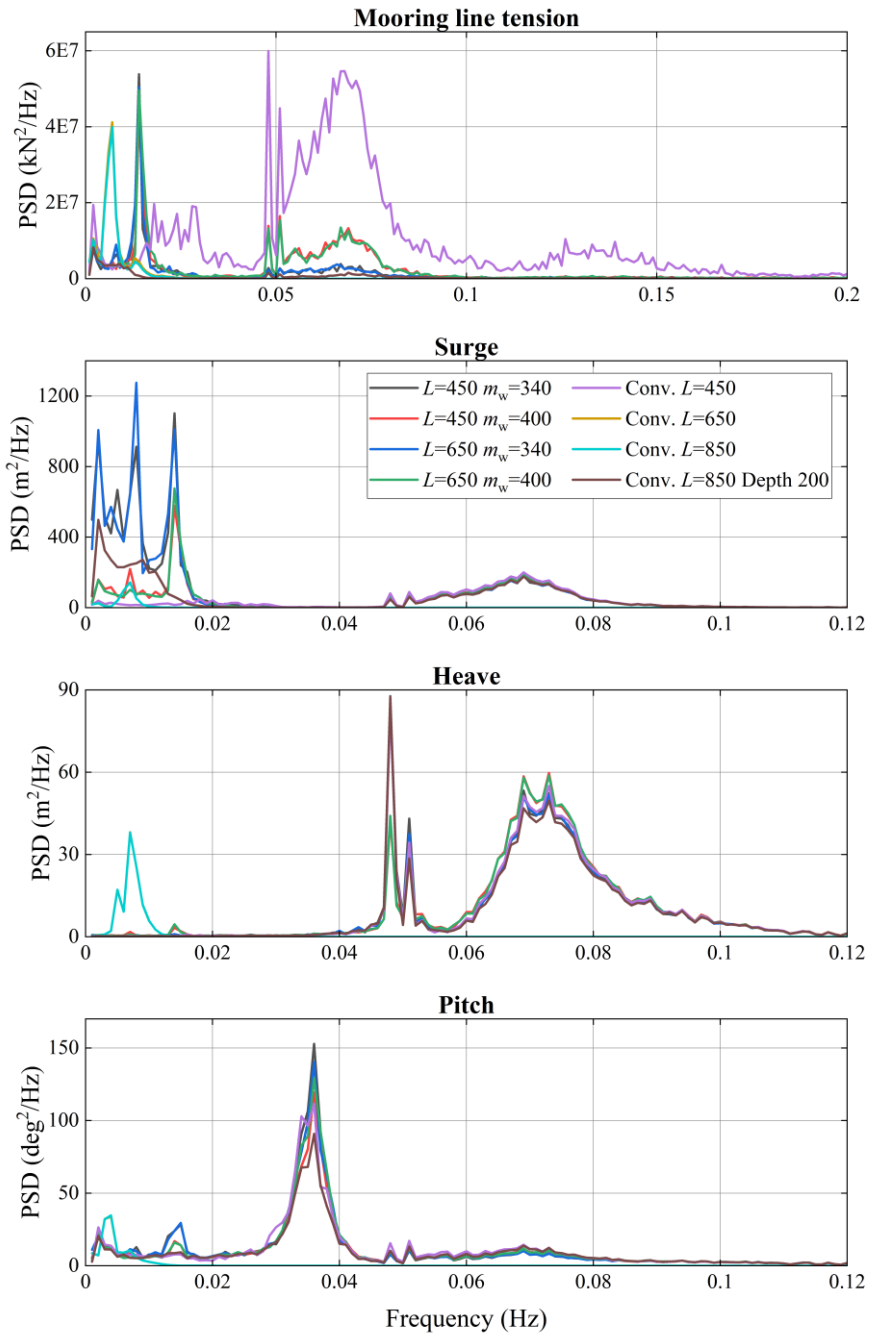 Mooring line tension
PSD (kN²/Hz)
6E7
4E7
2E7
0
0 0.05 0.1 0.15 0.2
Surge
PSD (m²/Hz)
1200
800
400
0
L=450 m_w=340 Conv. L=450
L=450 m_w=400 Conv. L=650
L=650 m_w=340 Conv. L=850
L=650 m_w=400 Conv. L=850 Depth 200
0 0.02 0.04 0.06 0.08 0.1 0.12
Heave
PSD (m²/Hz)
90
60
30
0
0 0.02 0.04 0.06 0.08 0.1 0.12
Pitch
PSD (deg²/Hz)
150
100
50
0
0 0.02 0.04 0.06 0.08 0.1 0.12
Frequency (Hz)